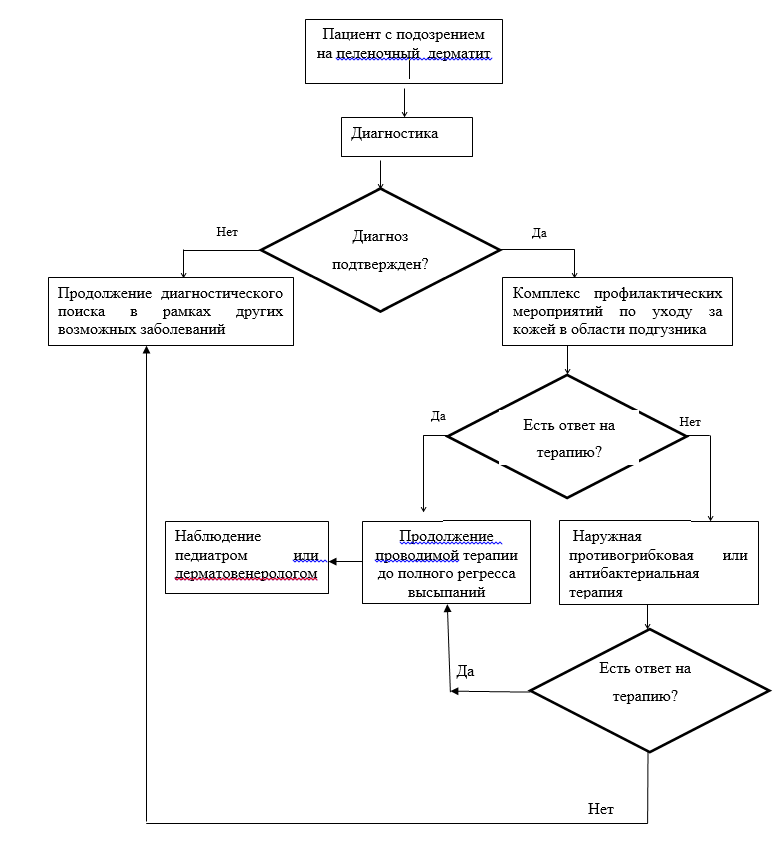 Пациент с подозрением
на пеленочный дерматит
Диагностика
Диагноз
подтвержден?
Нет
Да
Продолжение диагностического
поиска в рамках других
возможных заболеваний
Комплекс профилактических
мероприятий по уходу за
кожей в области подгузника
Есть ответ на
терапию?
Да
Нет
Наблюдение
педиатром или
дерматовенерологом
Продолжение
проводимой терапии
до полного регресса
высыпаний
Наружная
противогрибковая или
антибактериальная
терапия
Есть ответ на
терапию?
Да
Нет